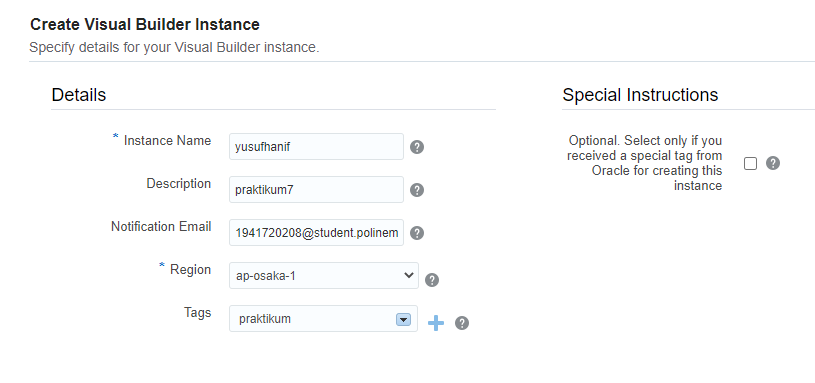 Create Visual Builder Instance
Specify details for your Visual Builder instance.
Details
* Instance Name yusufhanif ?
Description praktikum7 ?
Notification Email 1941720208@student.polinem ?
* Region ap-osaka-1 ?
Tags praktikum ?
Special Instructions
Optional. Select only if you
received a special tag from
Oracle for creating this
instance
?